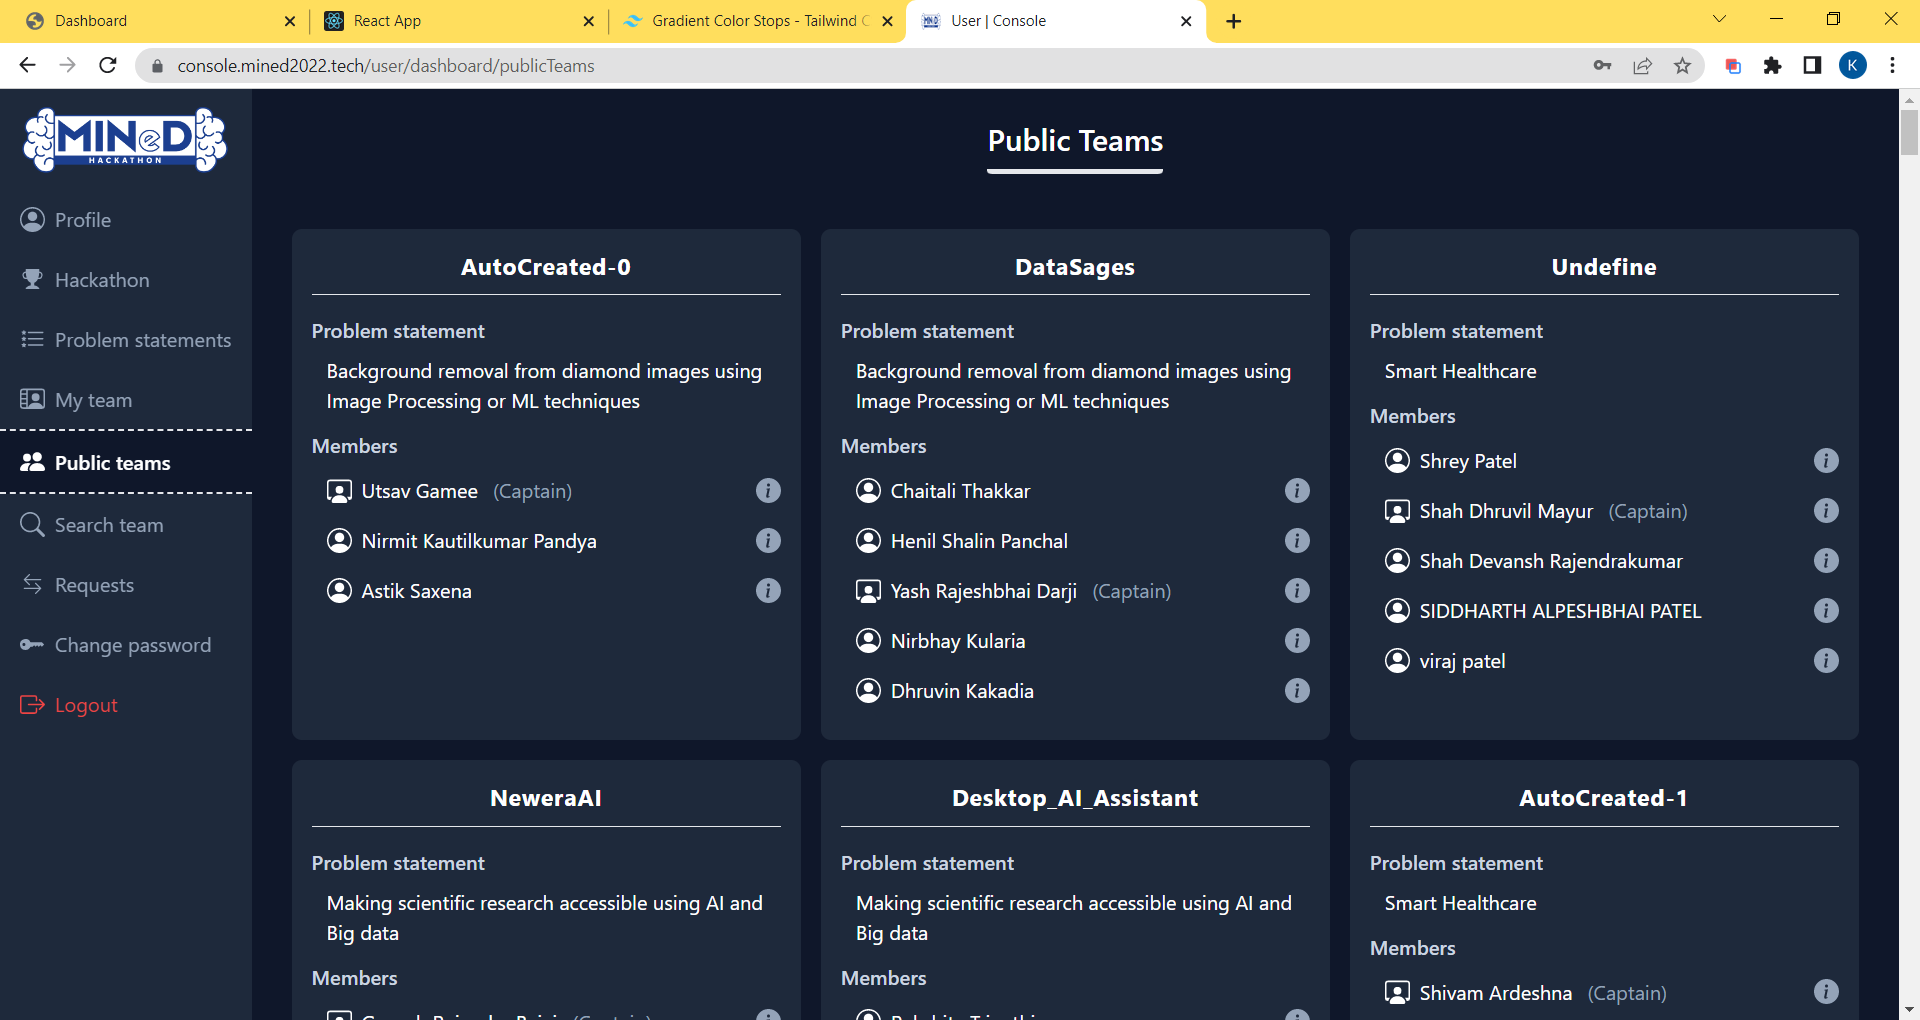 Dashboard
React App
Gradient Color Stops - Tailwind C
User | Console
console.mined2022.tech/user/dashboard/publicTeams
K
MINeD
HACKATHON
Profile
Hackathon
Problem statements
My team
Public teams
Search team
Requests
Change password
Logout
Public Teams
AutoCreated-0
Problem statement
Background removal from diamond images using
Image Processing or ML techniques
Members
Utsav Gamee (Captain)
Nirmit Kautilkumar Pandya
Astik Saxena
DataSages
Problem statement
Background removal from diamond images using
Image Processing or ML techniques
Members
Chaitali Thakkar
Henil Shalin Panchal
Yash Rajeshbhai Darji (Captain)
Nirbhay Kularia
Dhruvin Kakadia
Undefine
Problem statement
Smart Healthcare
Members
Shrey Patel
Shah Dhruvil Mayur (Captain)
Shah Devansh Rajendrakumar
SIDDHARTH ALPESHBHAI PATEL
viraj patel
NeweraAI
Problem statement
Making scientific research accessible using AI and
Big data
Members
Desktop_AI_Assistant
Problem statement
Making scientific research accessible using AI and
Big data
Members
AutoCreated-1
Problem statement
Smart Healthcare
Members
Shivam Ardeshna (Captain)